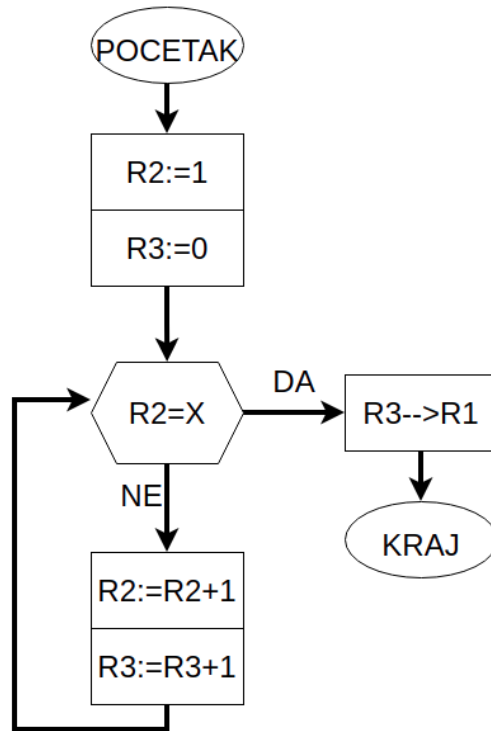 POCETAK
R2:=1
R3:=0
R2=X
DA
R3-->R1
NE
KRAJ
R2:=R2+1
R3:=R3+1